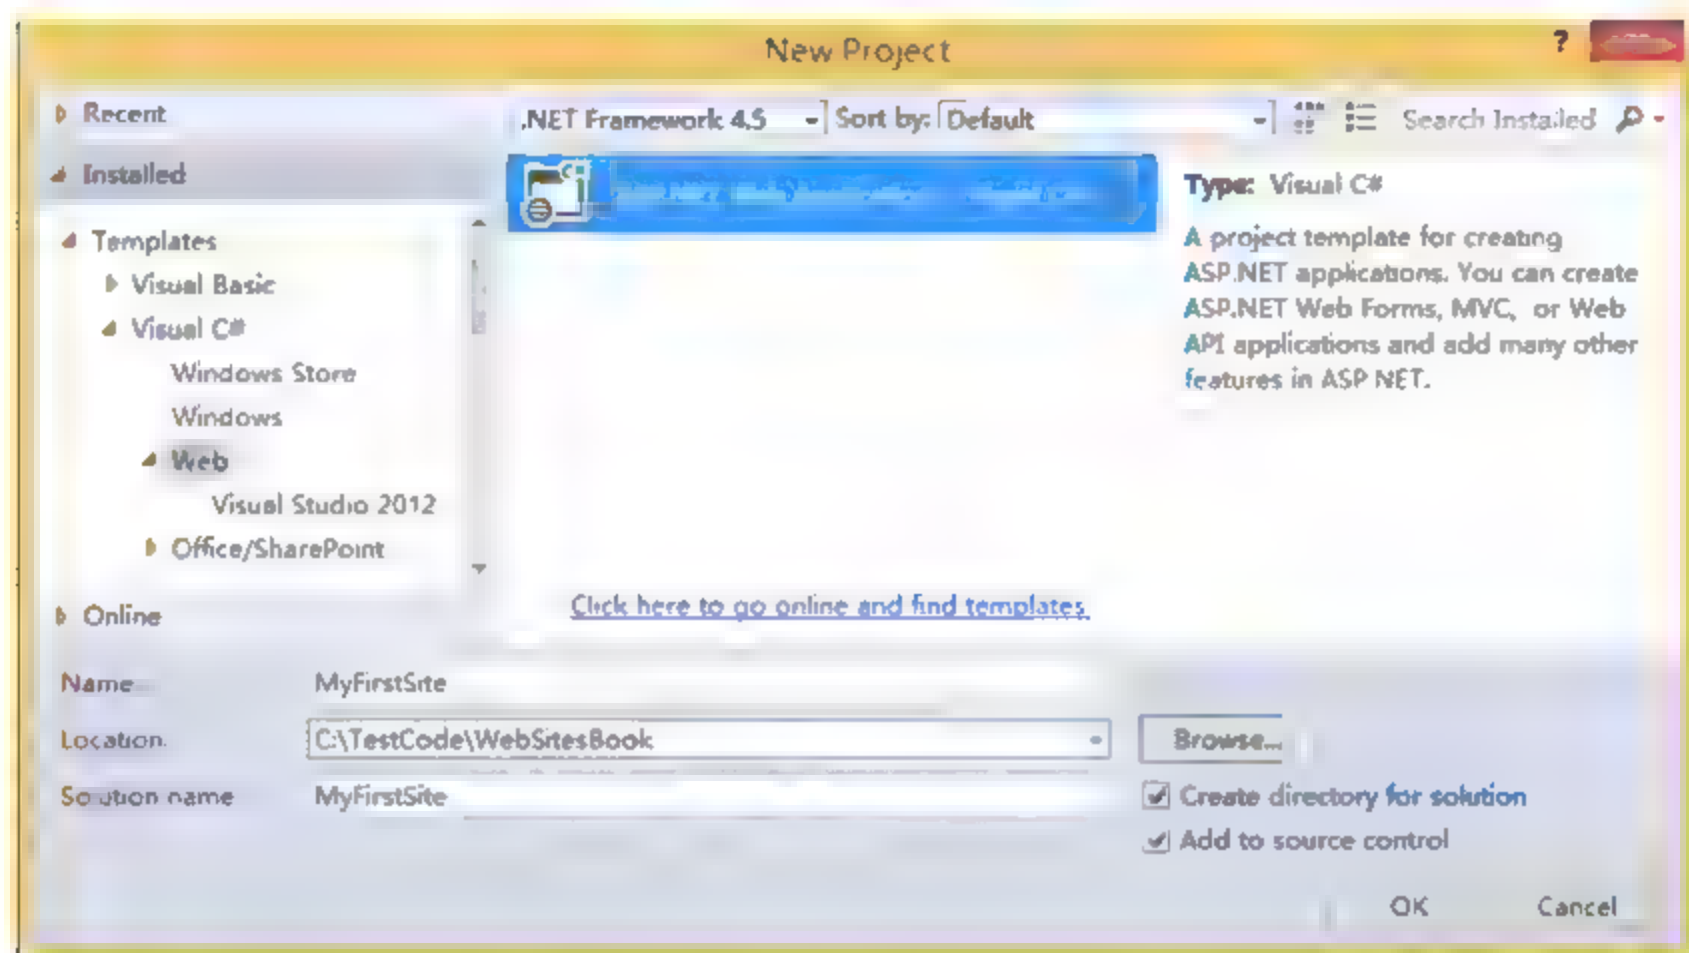 New Project
?
Recent
.NET Framework 4.5 Sort by: Default Search Installed
Installed
Templates
Visual Basic
Visual C#
Windows Store
Windows
Web
Visual Studio 2012
Office/SharePoint
Online
Type: Visual C#
A project template for creating
ASP.NET applications. You can create
ASP.NET Web Forms, MVC, or Web
API applications and add many other
features in ASP NET.
Click here to go online and find templates.
Name
MyFirstSite
Location:
C:\TestCode\WebSitesBook
Browse...
Solution name
MyFirstSite
Create directory for solution
Add to source control
OK Cancel